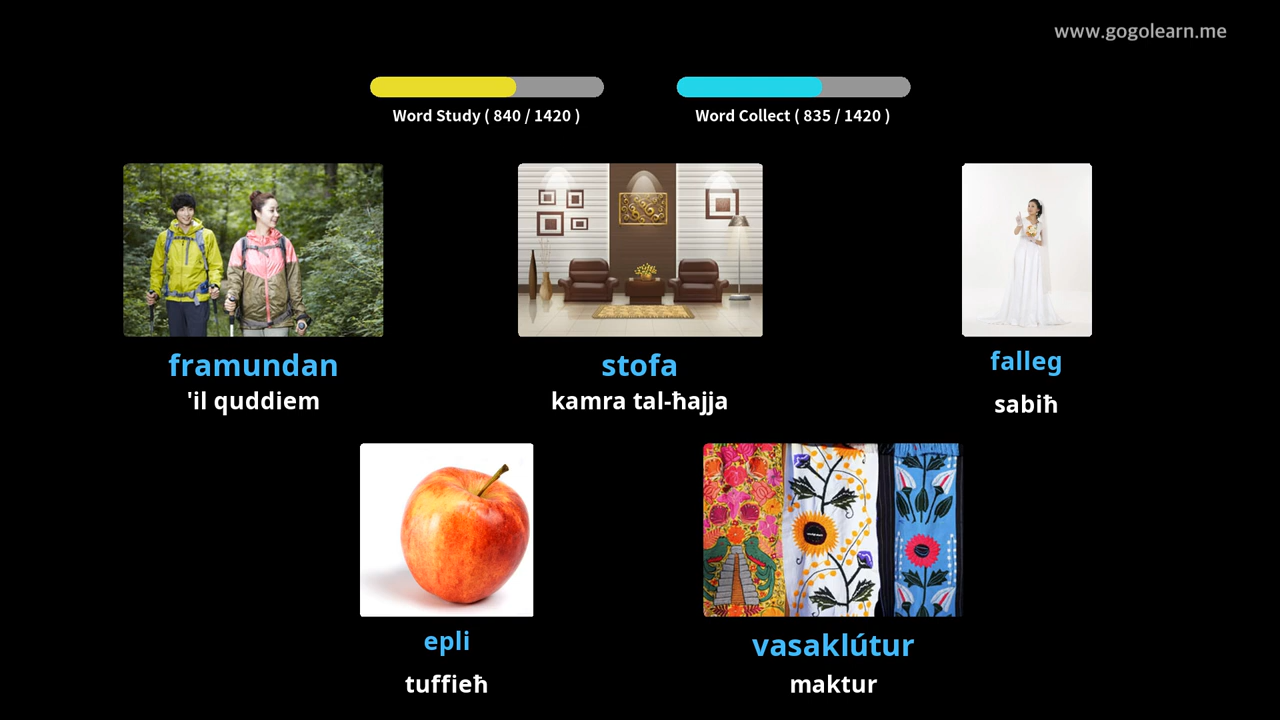 www.gogolearn.me
Word Study ( 840 / 1420 )
Word Collect ( 835 / 1420 )
framundan
'il quddiem
stofa
kamra tal-ħajja
falleg
sabiħ
epli
tuffieħ
vasaklútur
maktur